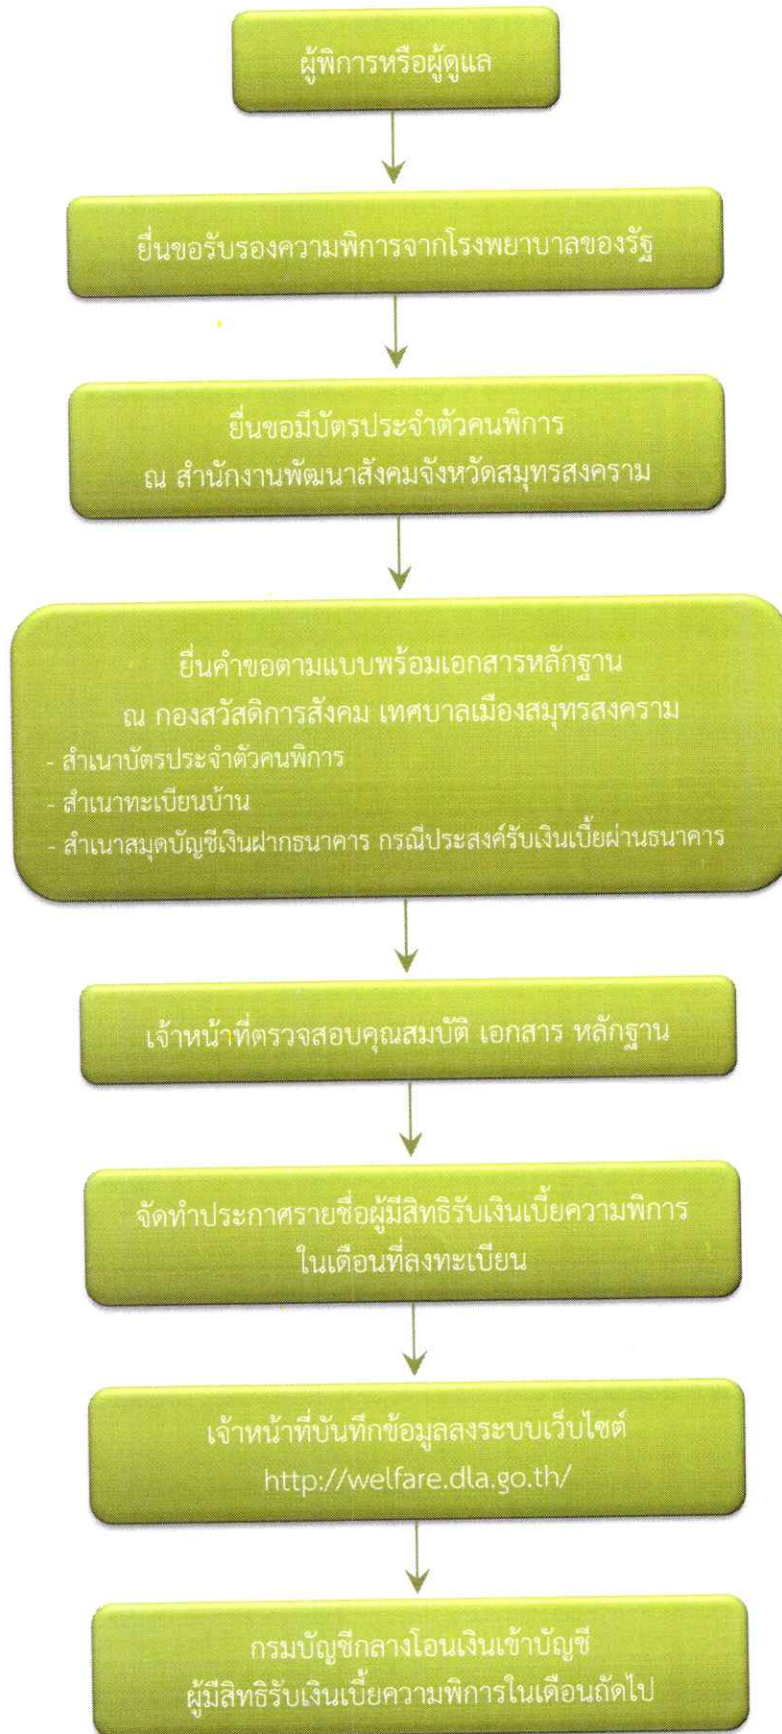 ผู้พิการหรือผู้ดูแล
ยื่นขอรับรองความพิการจากโรงพยาบาลของรัฐ
ยื่นขอมีบัตรประจำตัวคนพิการ
ณ สำนักงานพัฒนาสังคมจังหวัดสมุทรสงคราม
ยื่นคำขอตามแบบพร้อมเอกสารหลักฐาน
ณ กองสวัสดิการสังคม เทศบาลเมืองสมุทรสงคราม
- สำเนาบัตรประจำตัวคนพิการ
- สำเนาทะเบียนบ้าน
- สำเนาสมุดบัญชีเงินฝากธนาคาร กรณีประสงค์รับเงินเบี้ยผ่านธนาคาร
เจ้าหน้าที่ตรวจสอบคุณสมบัติ เอกสาร หลักฐาน
จัดทำประกาศรายชื่อผู้มีสิทธิรับเงินเบี้ยความพิการ
ในเดือนที่ลงทะเบียน
เจ้าหน้าที่บันทึกข้อมูลลงระบบเว็บไซต์
http://welfare.dla.go.th/
กรมบัญชีกลางโอนเงินเข้าบัญชี
ผู้มีสิทธิรับเงินเบี้ยความพิการในเดือนถัดไป